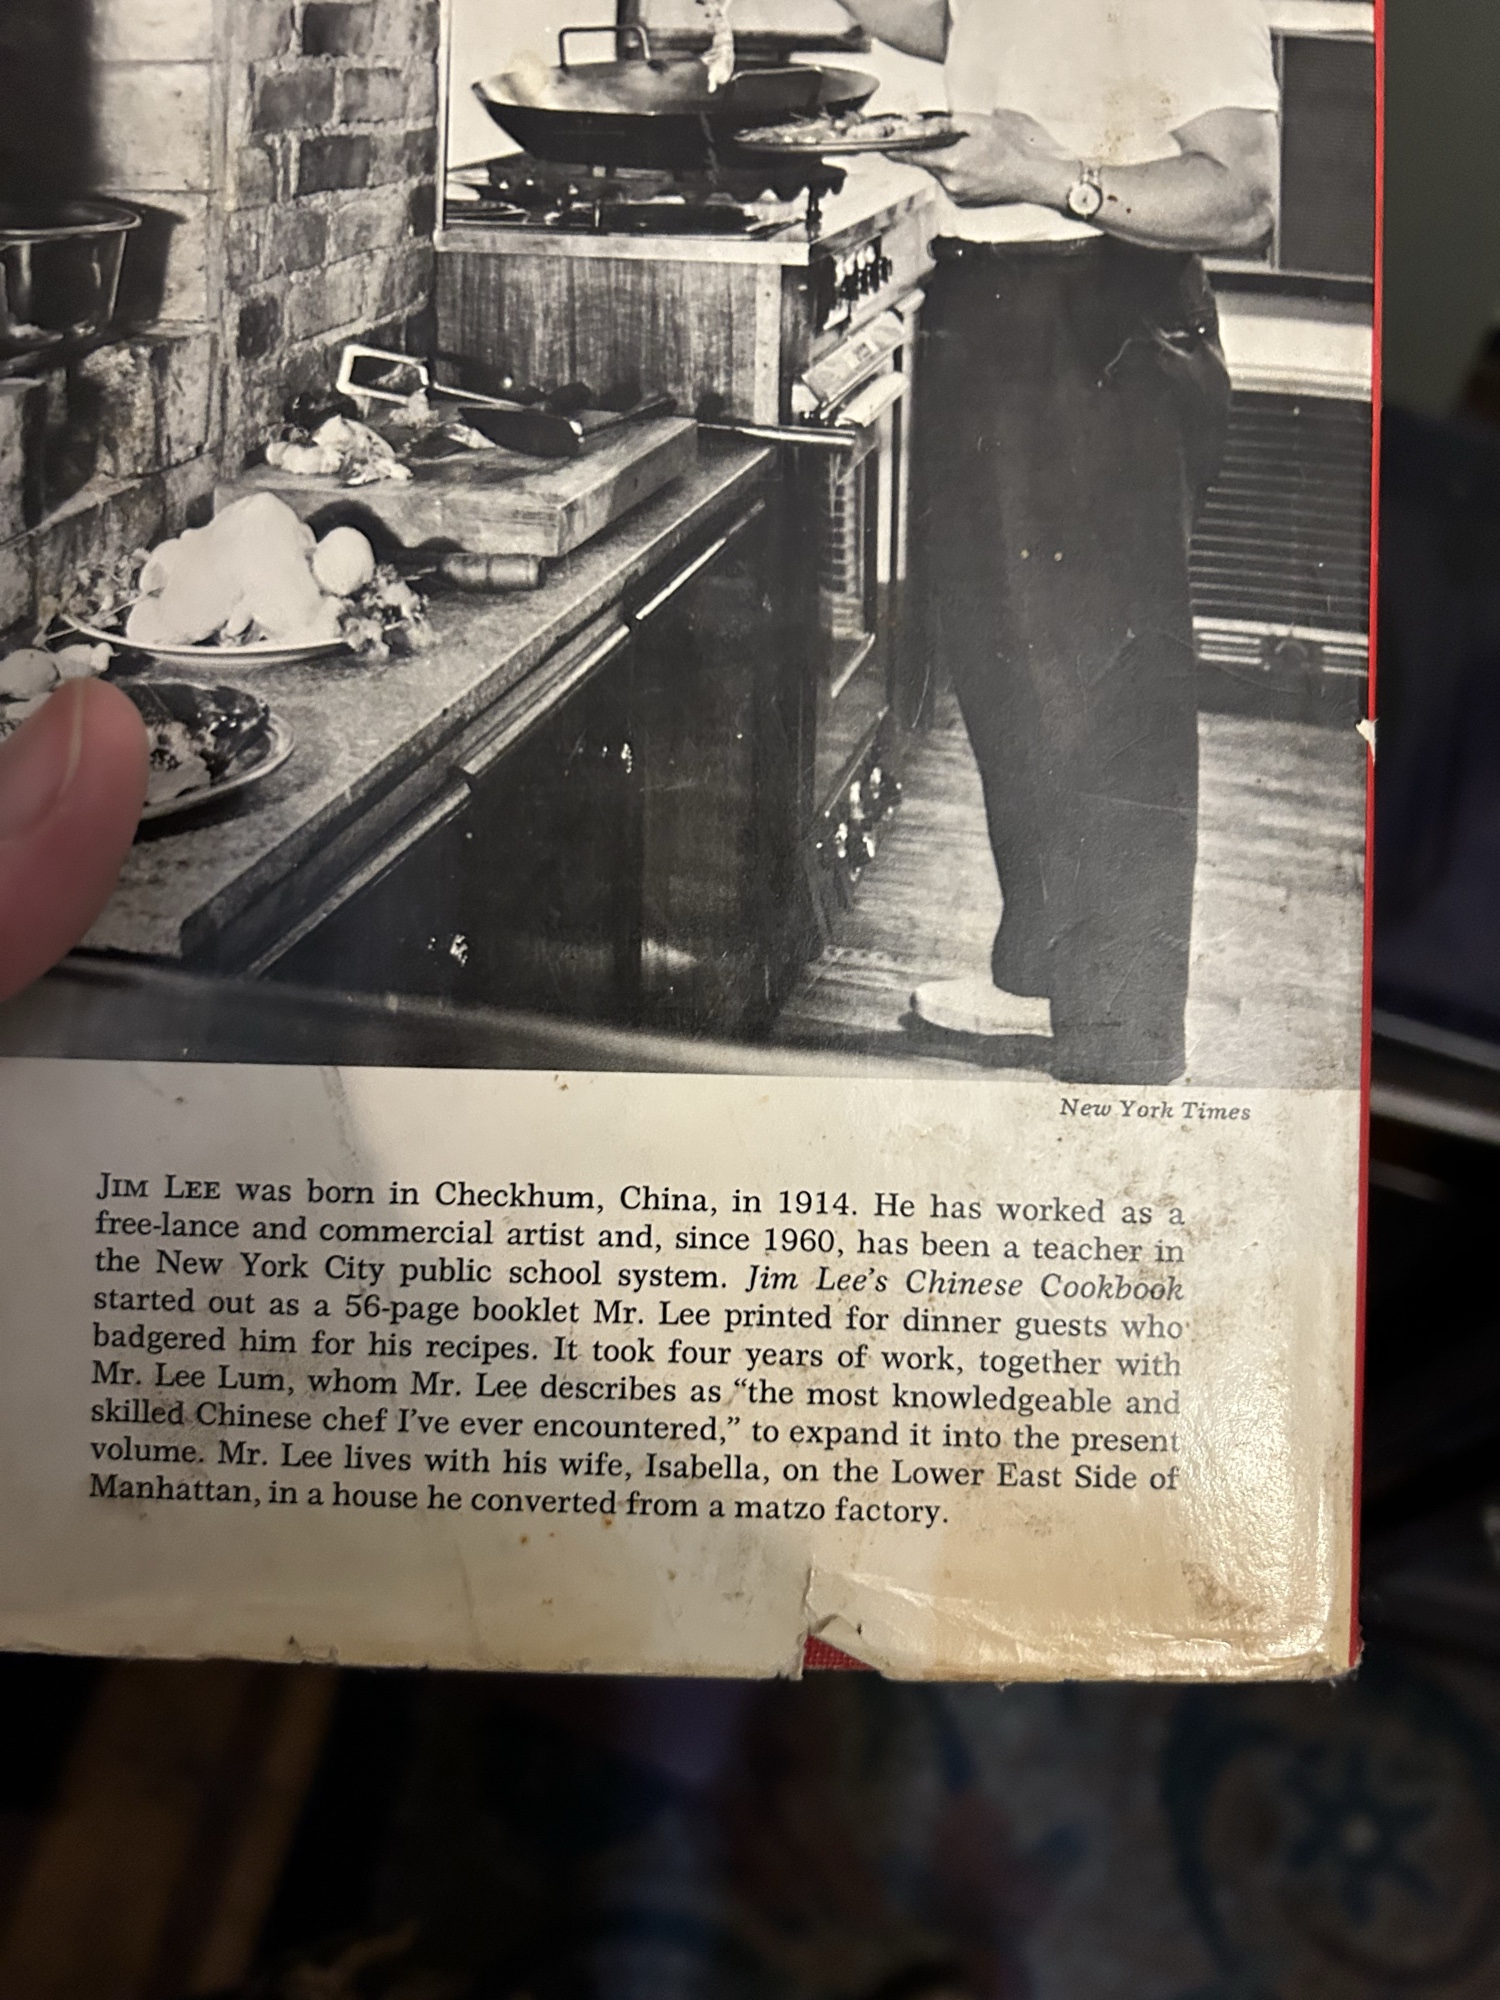 New York Times
JIM LEE was born in Checkhum, China, in 1914. He has worked as a
free-lance and commercial artist and, since 1960, has been a teacher in
the New York City public school system. Jim Lee's Chinese Cookbook
started out as a 56-page booklet Mr. Lee printed for dinner guests who
badgered him for his recipes. It took four years of work, together with
Mr. Lee Lum, whom Mr. Lee describes as “the most knowledgeable and
skilled Chinese chef I've ever encountered,” to expand it into the present
volume. Mr. Lee lives with his wife, Isabella, on the Lower East Side of
Manhattan, in a house he converted from a matzo factory.